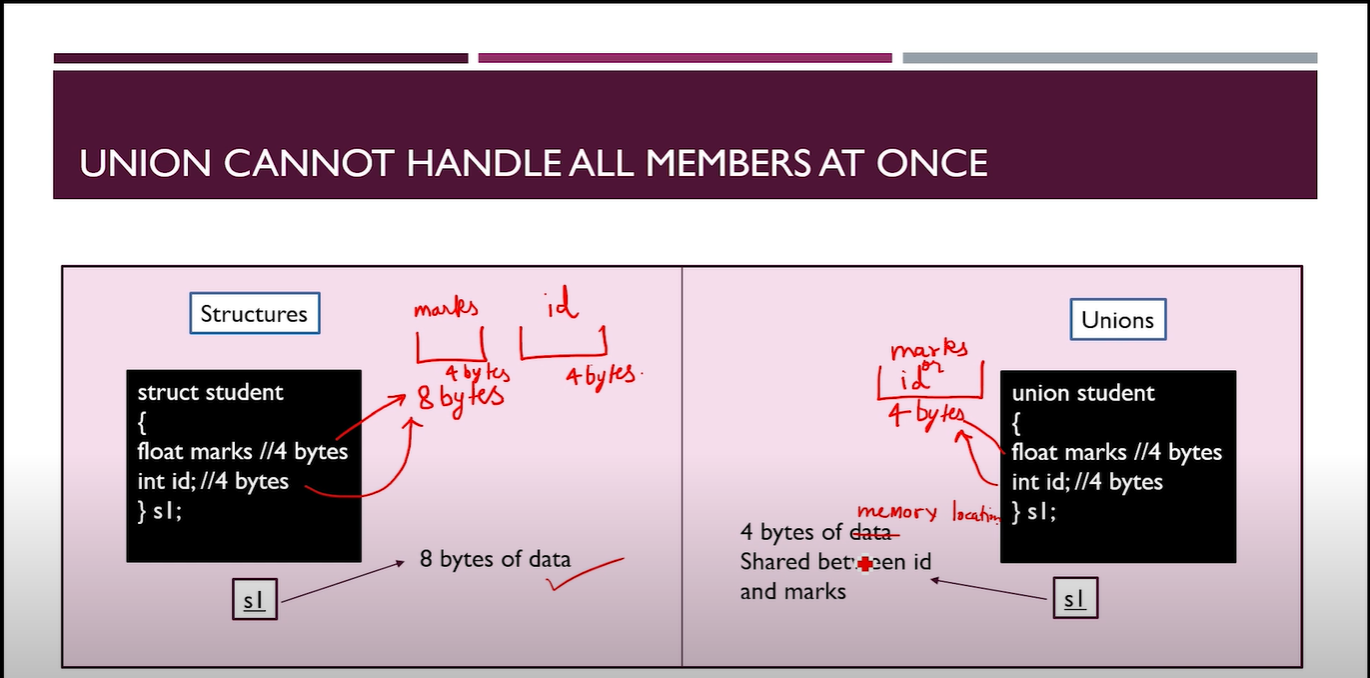 UNION CANNOT HANDLE ALL MEMBERS AT ONCE
Structures
marks id
4 bytes 4 bytes.
8 bytes
struct student
{
float marks //4 bytes
int id; //4 bytes
} s1;
8 bytes of data
s1
Unions
marks
or
id
4 bytes
union student
{
float marks //4 bytes
int id; //4 bytes
} s1;
memory location
4 bytes of data
Shared between id
and marks
s1